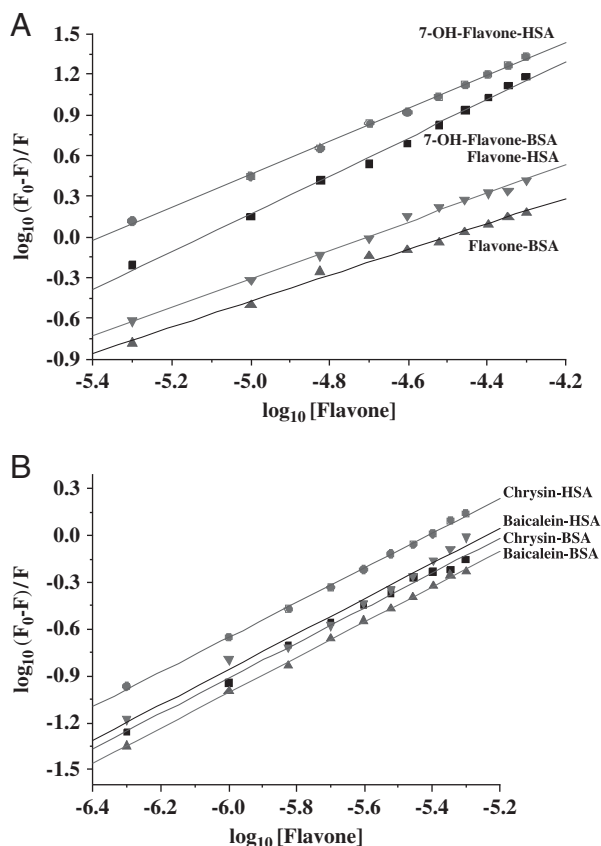 A
1.5
1.2
0.9
0.6
0.3
0.0
-0.3
-0.6
-0.9
log10 (F0-F)/F
7-OH-Flavone-HSA
7-OH-Flavone-BSA
Flavone-HSA
Flavone-BSA
-5.4 -5.2 -5.0 -4.8 -4.6 -4.4 -4.2
log10 [Flavone]
B
0.3
0.0
-0.3
-0.6
-0.9
-1.2
-1.5
log10 (F0-F)/F
Chrysin-HSA
Baicalein-HSA
Chrysin-BSA
Baicalein-BSA
-6.4 -6.2 -6.0 -5.8 -5.6 -5.4 -5.2
log10 [Flavone]